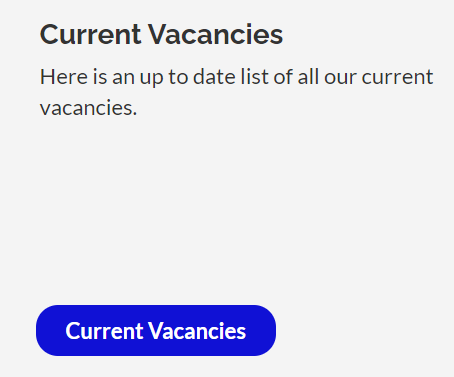 Current Vacancies
Here is an up to date list of all our current
vacancies.
Current Vacancies